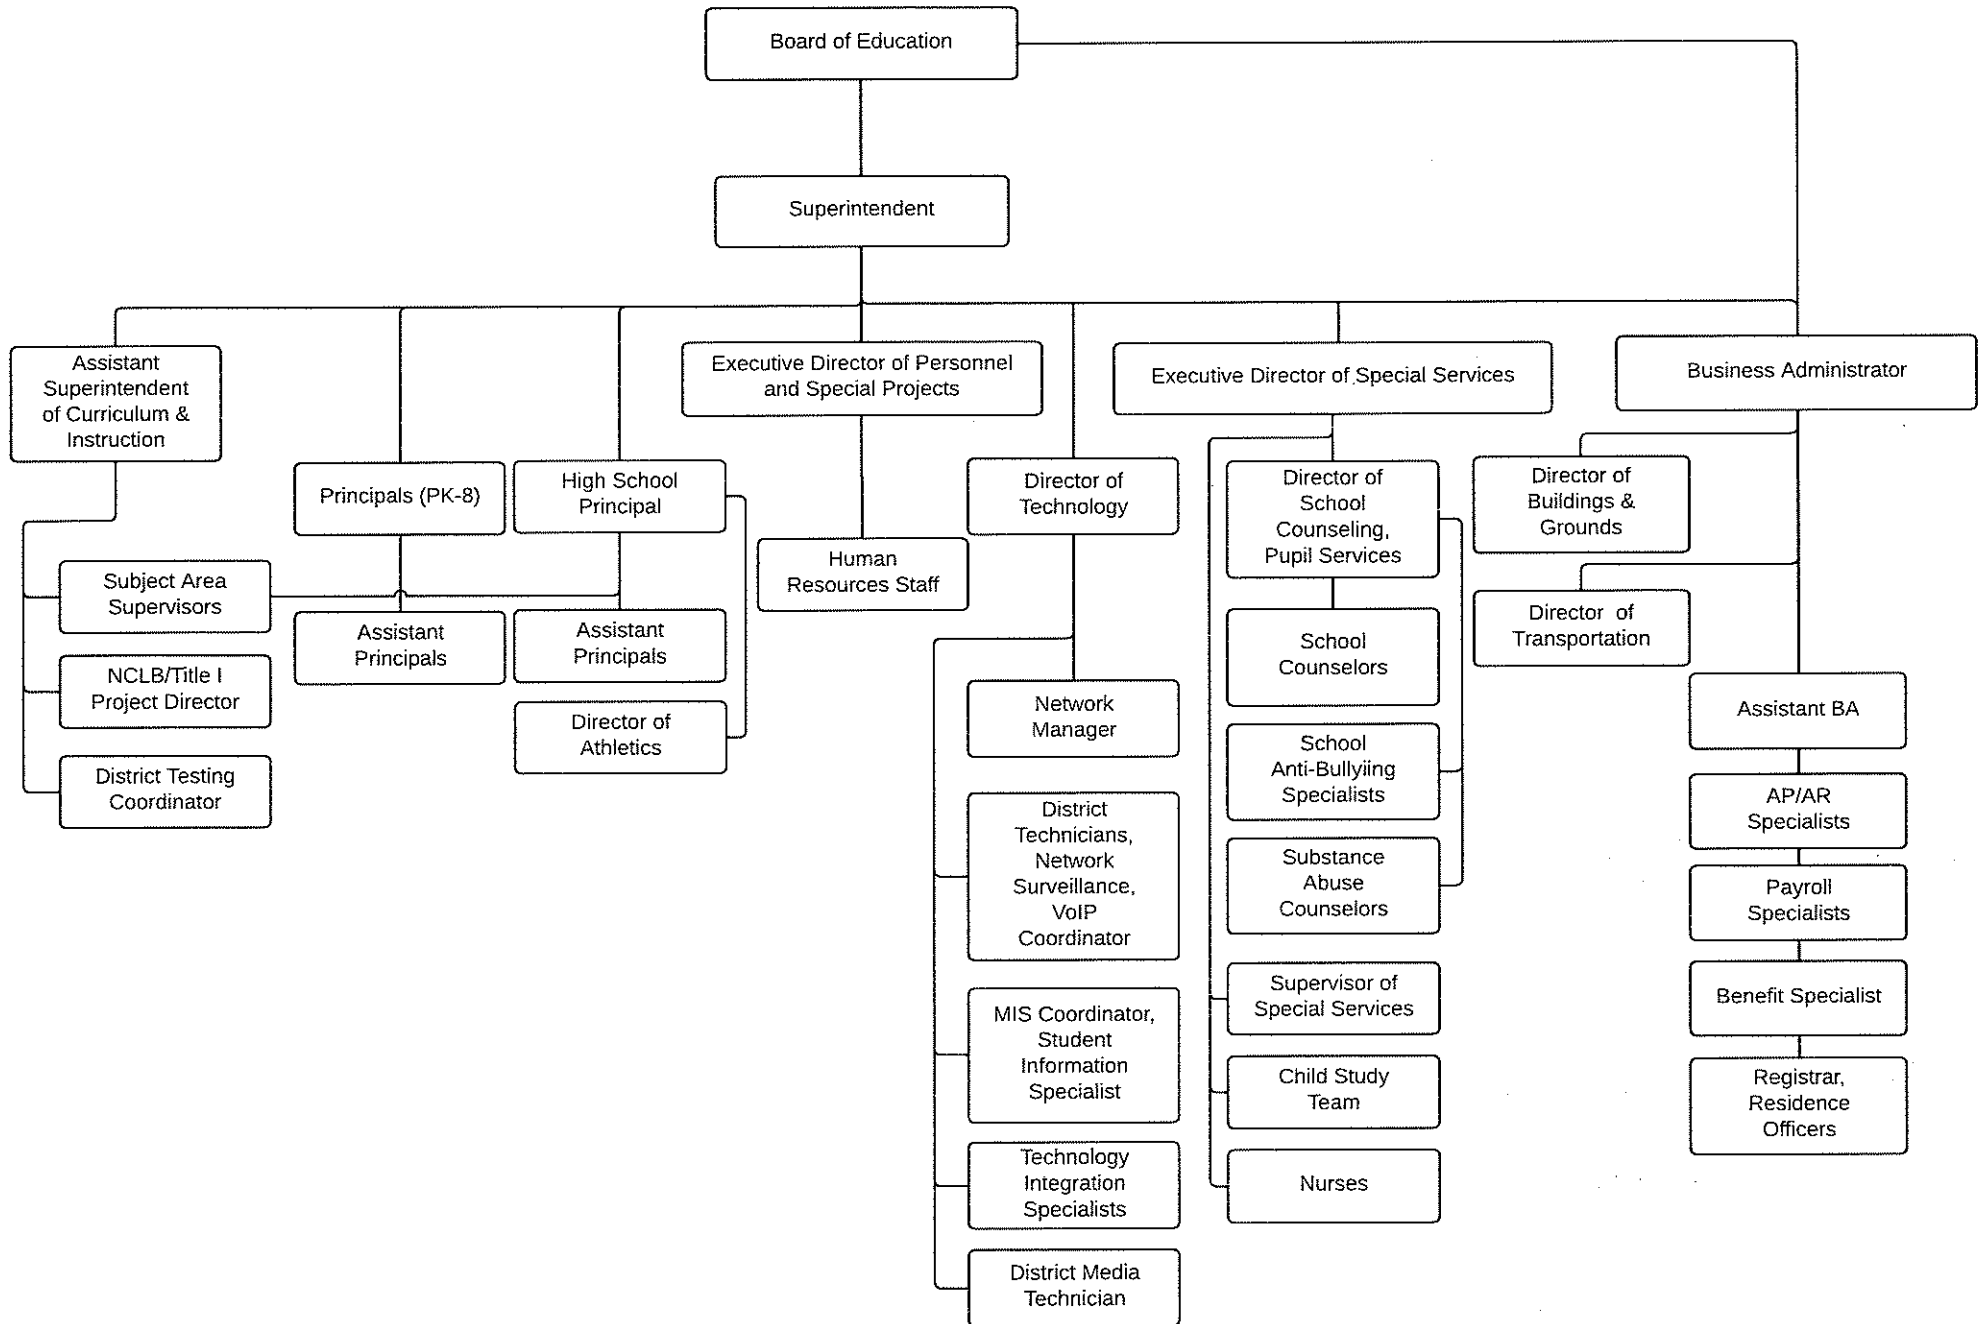 Board of Education
Superintendent
Assistant
Superintendent
of Curriculum &
Instruction
Subject Area
Supervisors
NCLB/Title I
Project Director
District Testing
Coordinator
Principals (PK-8)
Assistant
Principals
High School
Principal
Assistant
Principals
Director of
Athletics
Executive Director of Personnel
and Special Projects
Human
Resources Staff
Director of
Technology
Network
Manager
District
Technicians,
Network
Surveillance,
VoIP
Coordinator
MIS Coordinator,
Student
Information
Specialist
Technology
Integration
Specialists
District Media
Technician
Executive Director of Special Services
Director of
School
Counseling,
Pupil Services
School
Counselors
School
Anti-Bullyiing
Specialists
Substance
Abuse
Counselors
Supervisor of
Special Services
Child Study
Team
Nurses
Business Administrator
Director of
Buildings &
Grounds
Director of
Transportation
Assistant BA
AP/AR
Specialists
Payroll
Specialists
Benefit Specialist
Registrar,
Residence
Officers